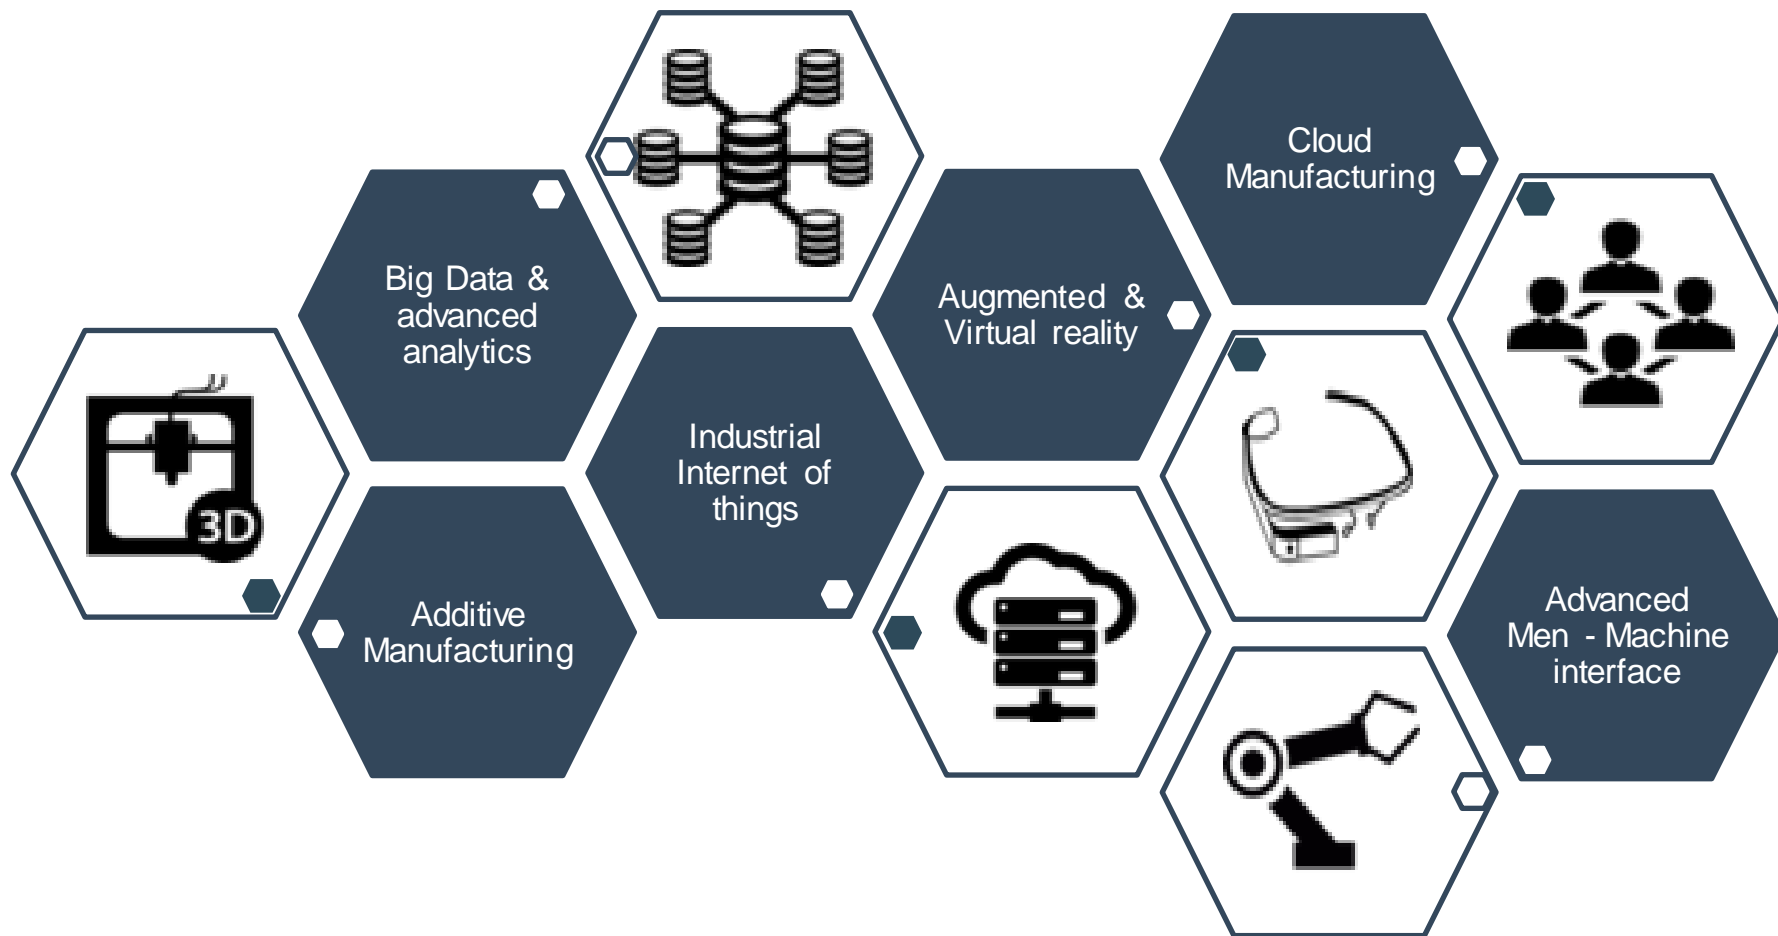 Cloud
Manufacturing
Big Data &
advanced
analytics
Augmented &
Virtual reality
Industrial
Internet of
things
3D
Additive
Manufacturing
Advanced
Men - Machine
interface